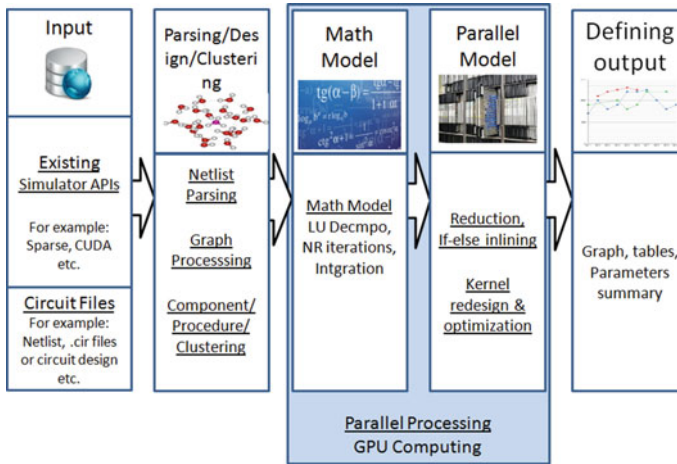 Input
Existing
Simulator APIs
For example:
Sparse, CUDA
etc.
Circuit Files
For example:
Netlist, .cir files
or circuit design
etc.
Parsing/Des
ign/Clusteri
ng
Netlist
Parsing
Graph
Processsing
Component/
Procedure/
Clustering
Math
Model
tg(α-β)=
1+tgα
Math Model
LU Decmpo,
NR iterations,
Intgration
Parallel
Model
Reduction,
If-else inlining
Kernel
redesign &
optimization
Parallel Processing
GPU Computing
Defining
output
Graph, tables,
Parameters
summary